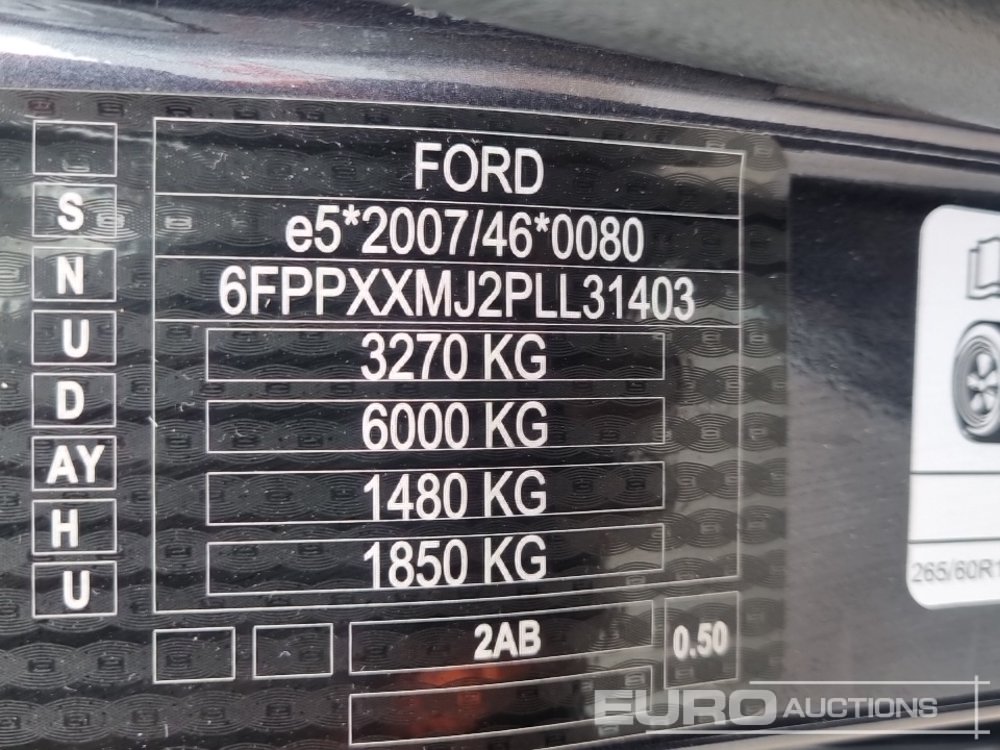 FORD
e5*2007/46*0080
6FPPXXMJ2PLL31403
3270 KG
6000 KG
1480 KG
1850 KG
S
N
U
D
AY
H
U
2AB
0.50
265/60R1
EURO AUCTIONS